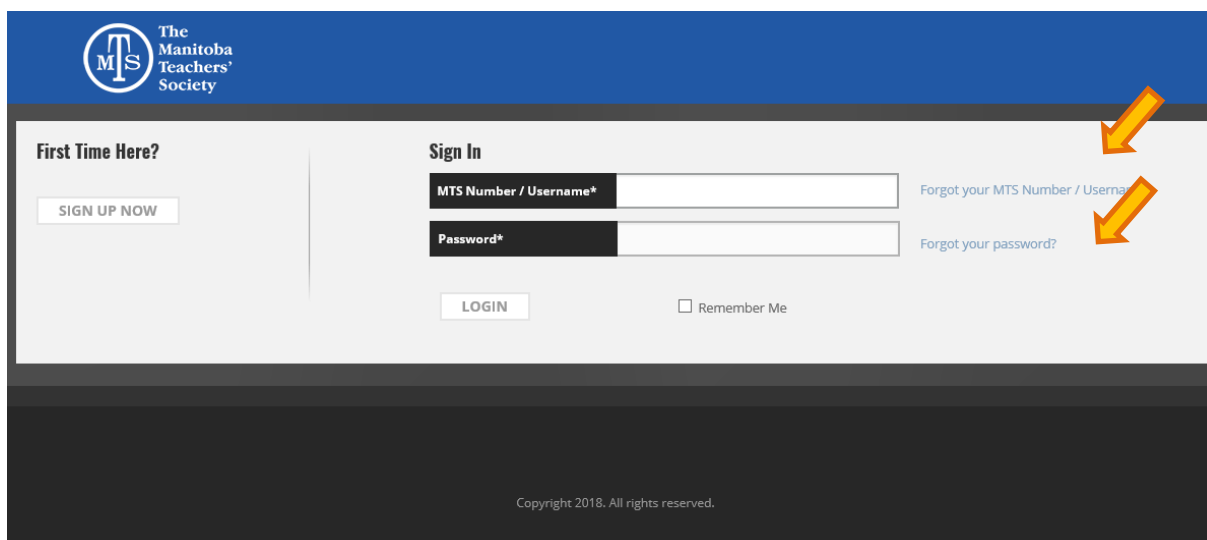 The
Manitoba
Teachers'
Society
MTS
First Time Here?
SIGN UP NOW
Sign In
MTS Number / Username*
Forgot your MTS Number /
Password*
Forgot your password?
LOGIN
Remember Me
Copyright 2018. All rights reserved.